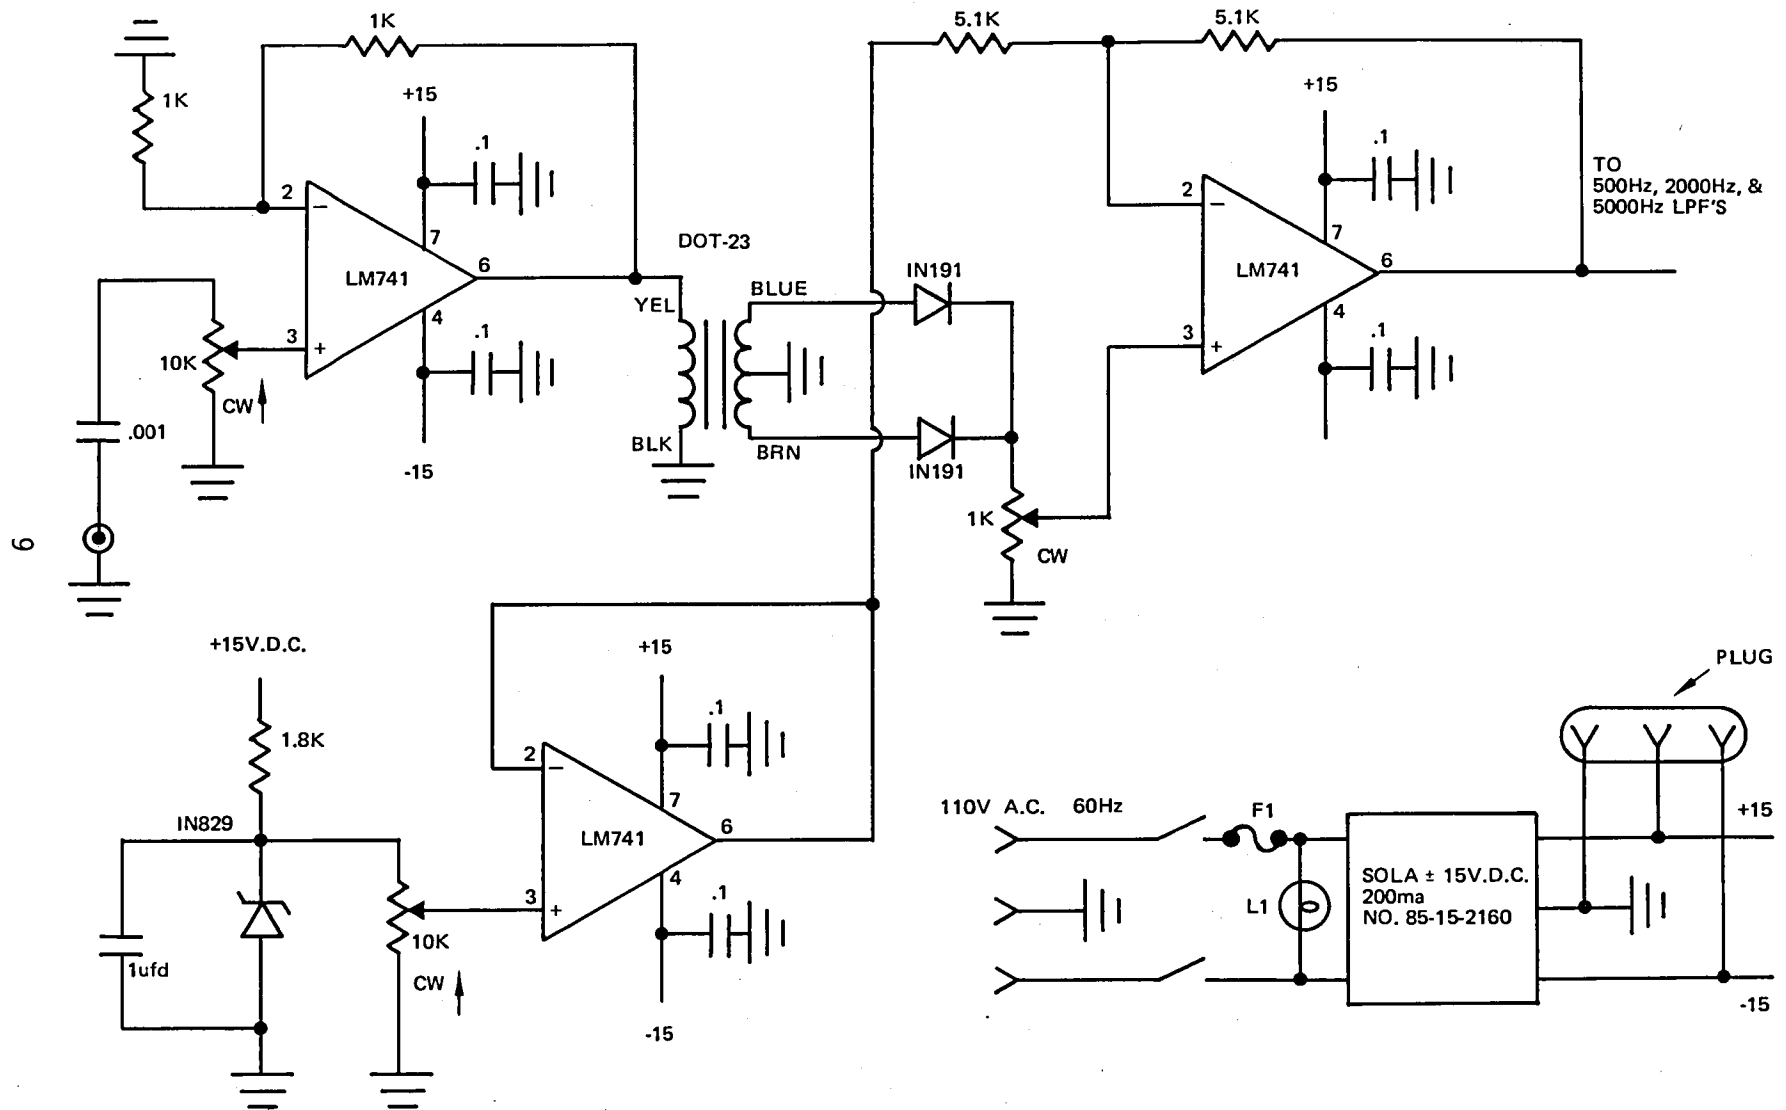 1K
5.1K
5.1K
1K
+15
.1
+15
.1
TO
500Hz, 2000Hz, &
5000Hz LPF'S
2
−
7
LM741
6
DOT-23
2
−
7
LM741
6
YEL
BLUE
IN191
4
3
+
.1
10K
CW
4
3
+
.1
.001
-15
BLK
BRN
IN191
1K
CW
6
+15V.D.C.
+15
PLUG
1.8K
.1
2
−
7
IN829
LM741
6
110V A.C. 60Hz
F1
+15
4
3
+
.1
10K
1ufd
CW
-15
L1
SOLA ± 15V.D.C.
200ma
NO. 85-15-2160
-15